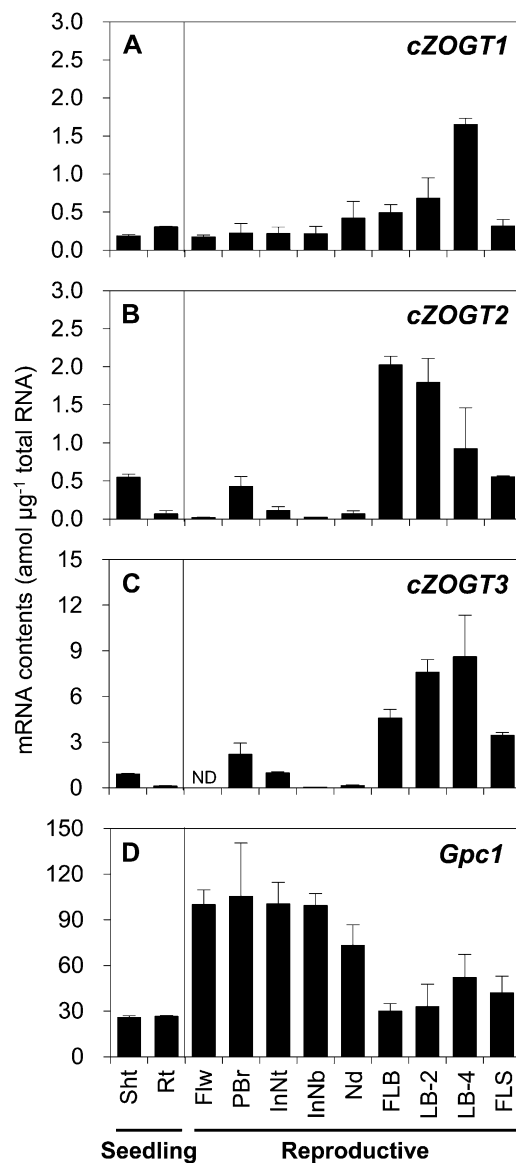 A
cZOGT1
3.0
2.5
2.0
1.5
1.0
0.5
0.0
B
cZOGT2
3.0
2.5
2.0
1.5
1.0
0.5
0.0
C
cZOGT3
15
12
9
6
3
0
ND
D
Gpc1
150
120
90
60
30
0
mRNA contents (amol µg⁻¹ total RNA)
Sht
Rt
Flw
PBr
InNt
InNb
Nd
FLB
LB-2
LB-4
FLS
Seedling
Reproductive